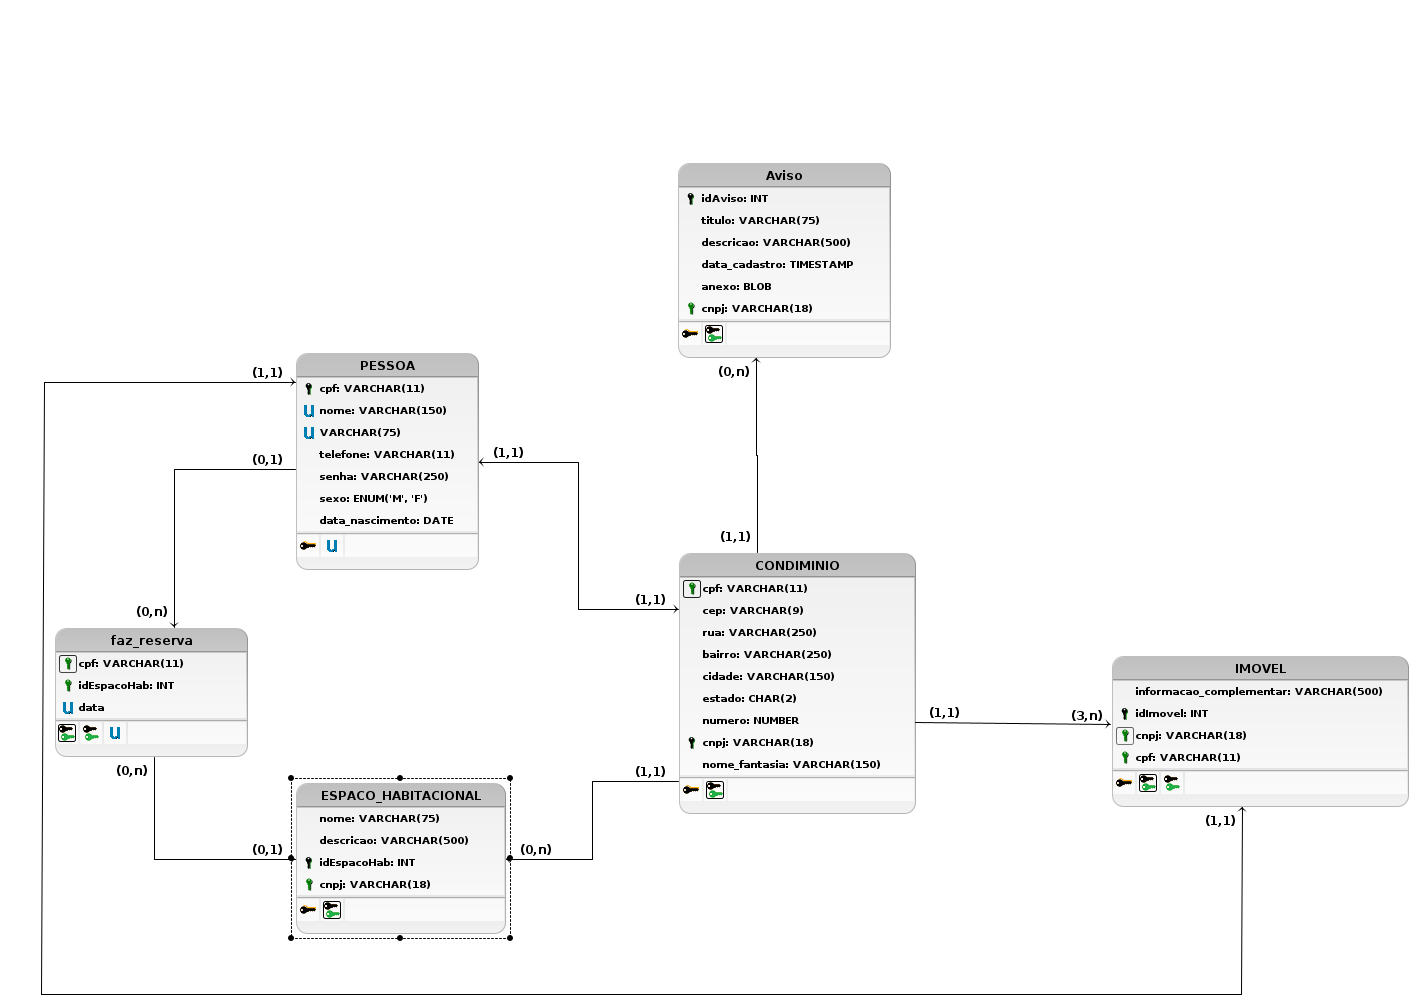 Aviso
idAviso: INT
titulo: VARCHAR(75)
descricao: VARCHAR(500)
data_cadastro: TIMESTAMP
anexo: BLOB
cnpj: VARCHAR(18)
(0,n)
(1,1)
PESSOA
cpf: VARCHAR(11)
U nome: VARCHAR(150)
U VARCHAR(75)
telefone: VARCHAR(11)
senha: VARCHAR(250)
sexo: ENUM('M', 'F')
data_nascimento: DATE
U
(1,1)
(0,1)
(1,1)
(0,n)
faz_reserva
cpf: VARCHAR(11)
idEspacoHab: INT
U data
U
(0,n)
(0,1)
ESPACO_HABITACIONAL
nome: VARCHAR(75)
descricao: VARCHAR(500)
idEspacoHab: INT
cnpj: VARCHAR(18)
(0,n)
(1,1)
(1,1)
CONDIMINIO
cpf: VARCHAR(11)
cep: VARCHAR(9)
rua: VARCHAR(250)
bairro: VARCHAR(250)
cidade: VARCHAR(150)
estado: CHAR(2)
numero: NUMBER
cnpj: VARCHAR(18)
nome_fantasia: VARCHAR(150)
(1,1)
(3,n)
IMOVEL
informacao_complementar: VARCHAR(500)
idImovel: INT
cnpj: VARCHAR(18)
cpf: VARCHAR(11)
(1,1)